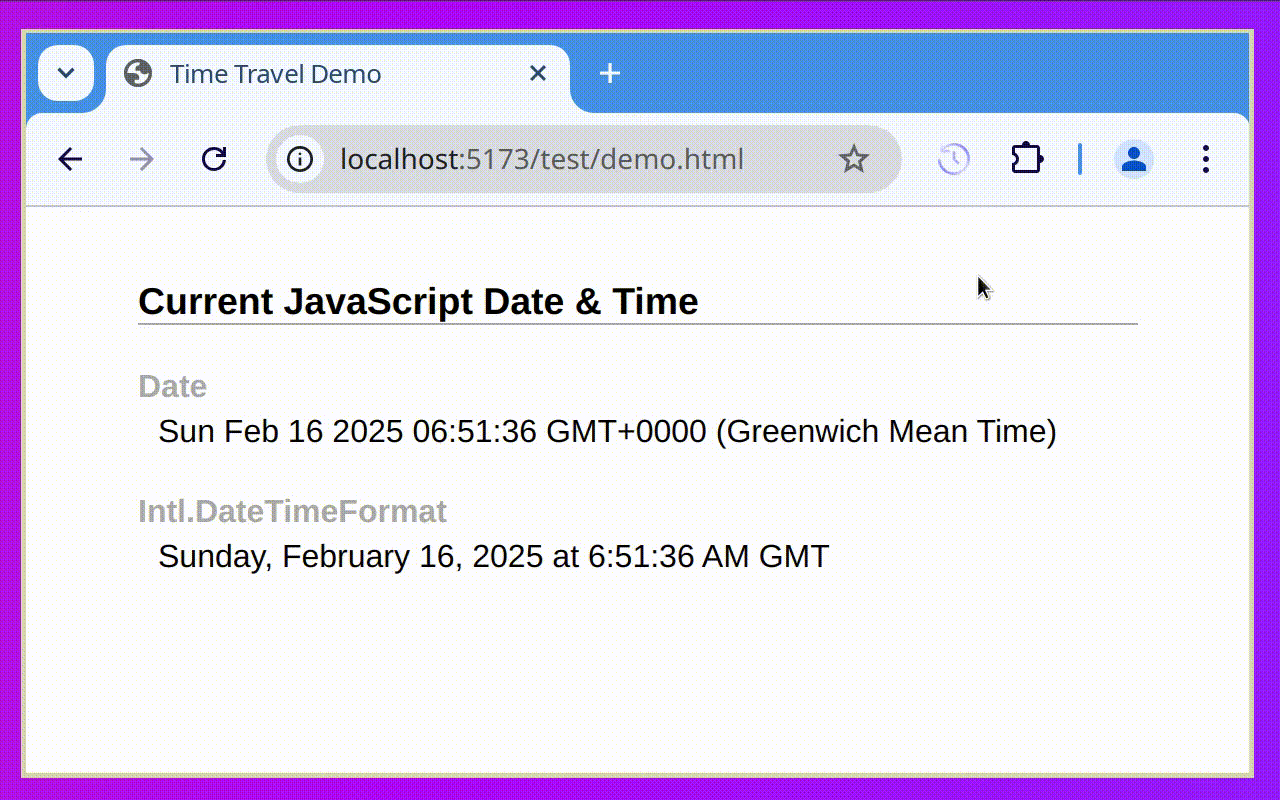 Time Travel Demo
localhost:5173/test/demo.html
Current JavaScript Date & Time
Date
Sun Feb 16 2025 06:51:36 GMT+0000 (Greenwich Mean Time)
Intl.DateTimeFormat
Sunday, February 16, 2025 at 6:51:36 AM GMT